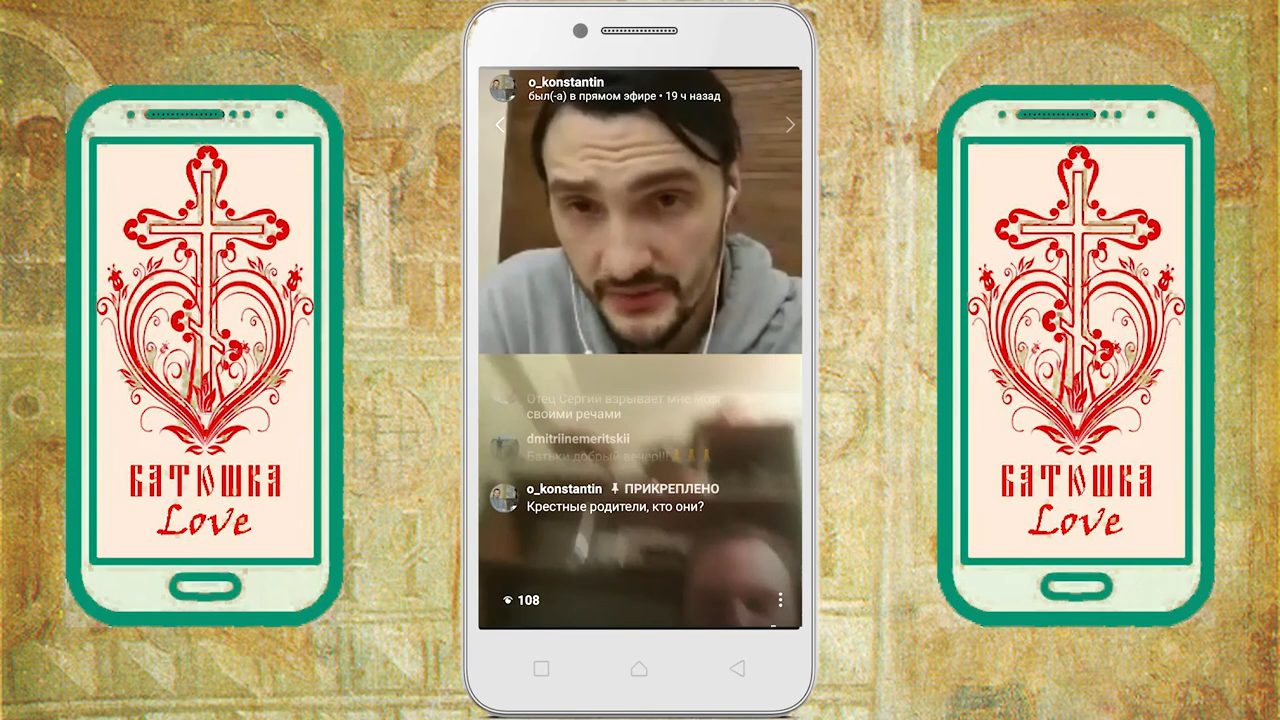 БАТЮШКА
Love
o_konstantin
был(-а) в прямом эфире • 19 ч назад
Отец Сергий взрывает мне мозг
своими речами
dmitriinemeritskii
Батьки добрый вечер!!!🙏🙏🙏
o_konstantin ПРИКРЕПЛЕНО
Крестные родители, кто они?
108
БАТЮШКА
Love